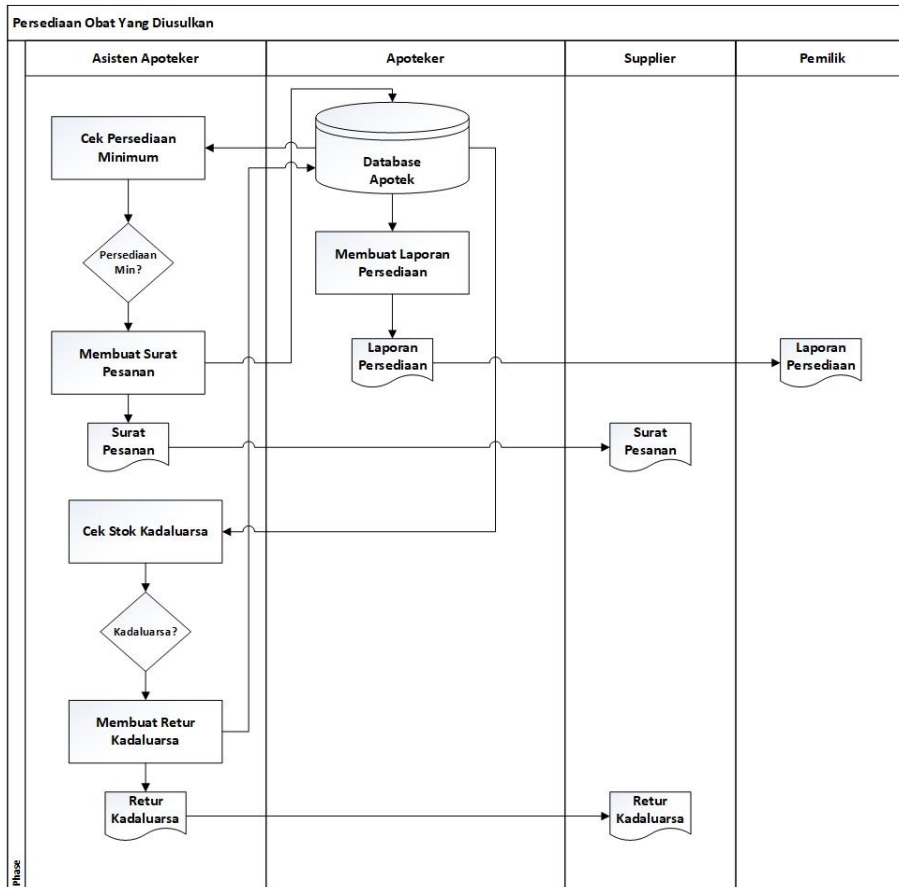 Persediaan Obat Yang Diusulkan
Asisten Apoteker
Apoteker
Supplier
Pemilik
Cek Persediaan
Minimum
Database
Apotek
Persediaan
Min?
Membuat Laporan
Persediaan
Membuat Surat
Pesanan
Laporan
Persediaan
Laporan
Persediaan
Surat
Pesanan
Surat
Pesanan
Cek Stok Kadaluarsa
Kadaluarsa?
Membuat Retur
Kadaluarsa
Retur
Kadaluarsa
Retur
Kadaluarsa
Phase